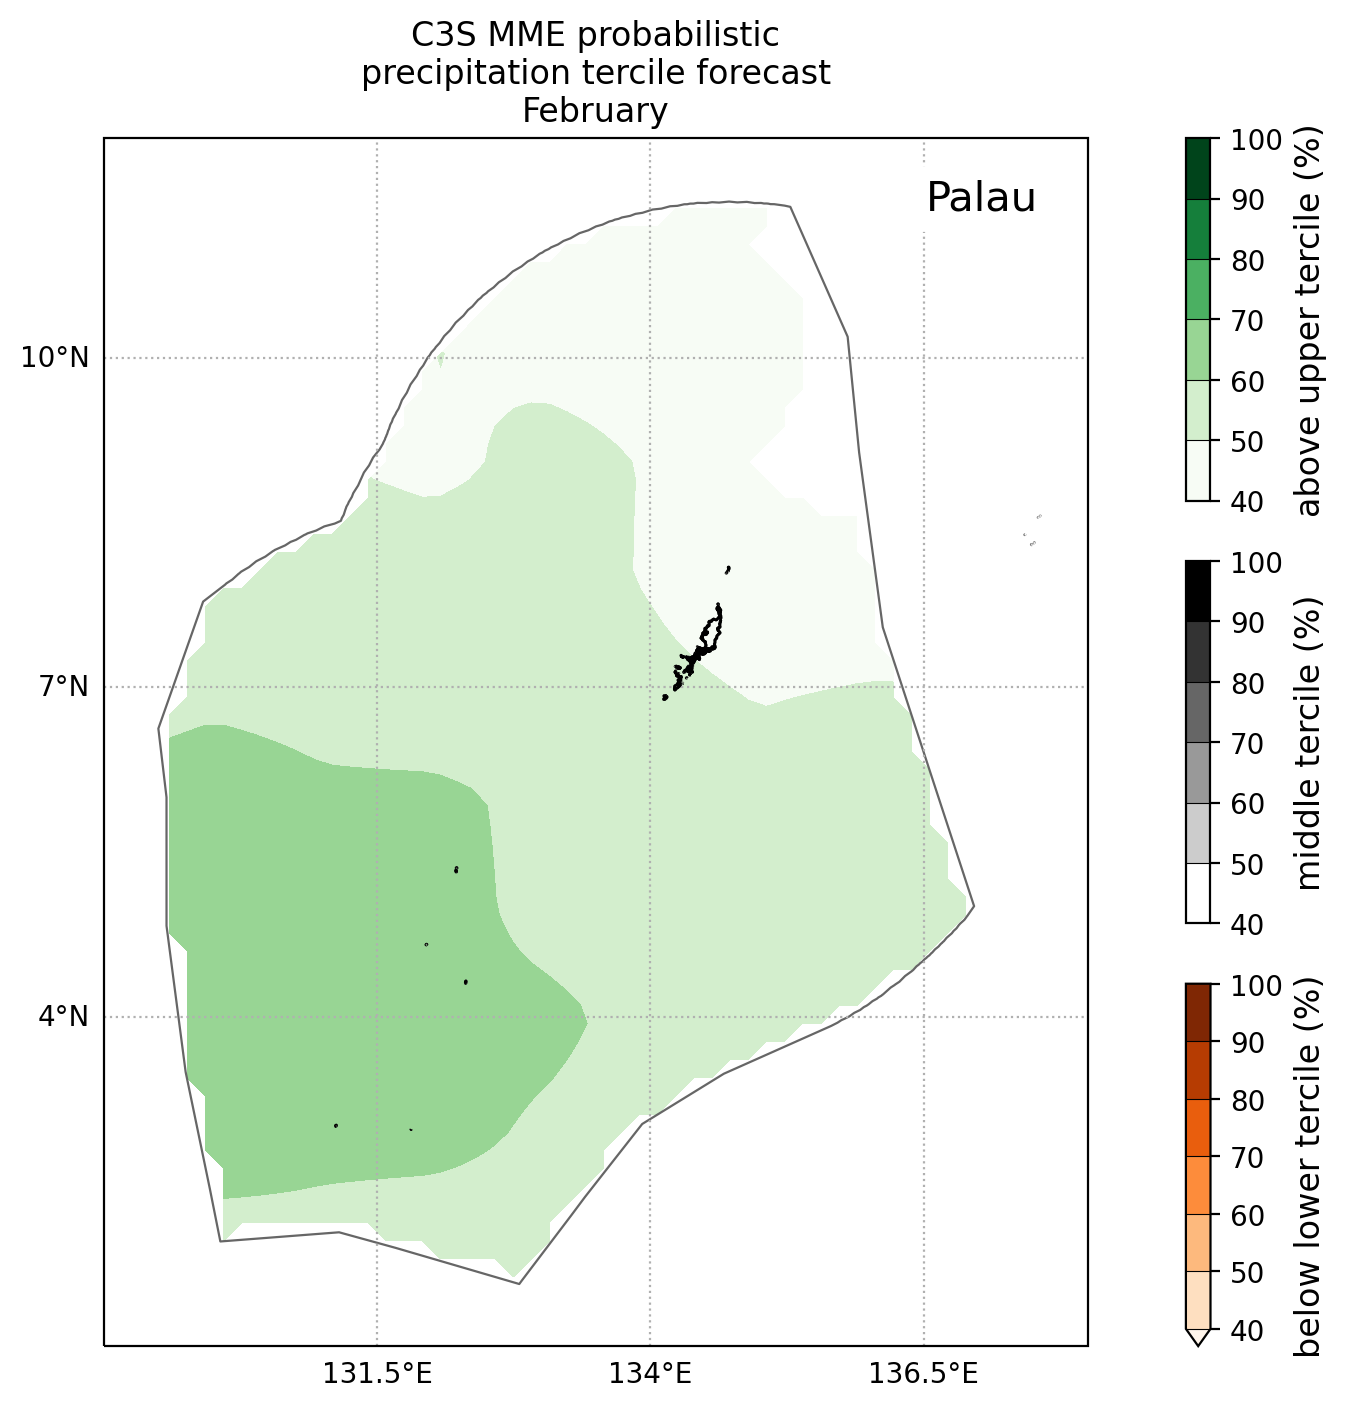 C3S MME probabilistic
precipitation tercile forecast
February
Palau
10°N
7°N
4°N
131.5°E
134°E
136.5°E
100
90
80
70
60
50
40
above upper tercile (%)
100
90
80
70
60
50
40
middle tercile (%)
100
90
80
70
60
50
40
below lower tercile (%)